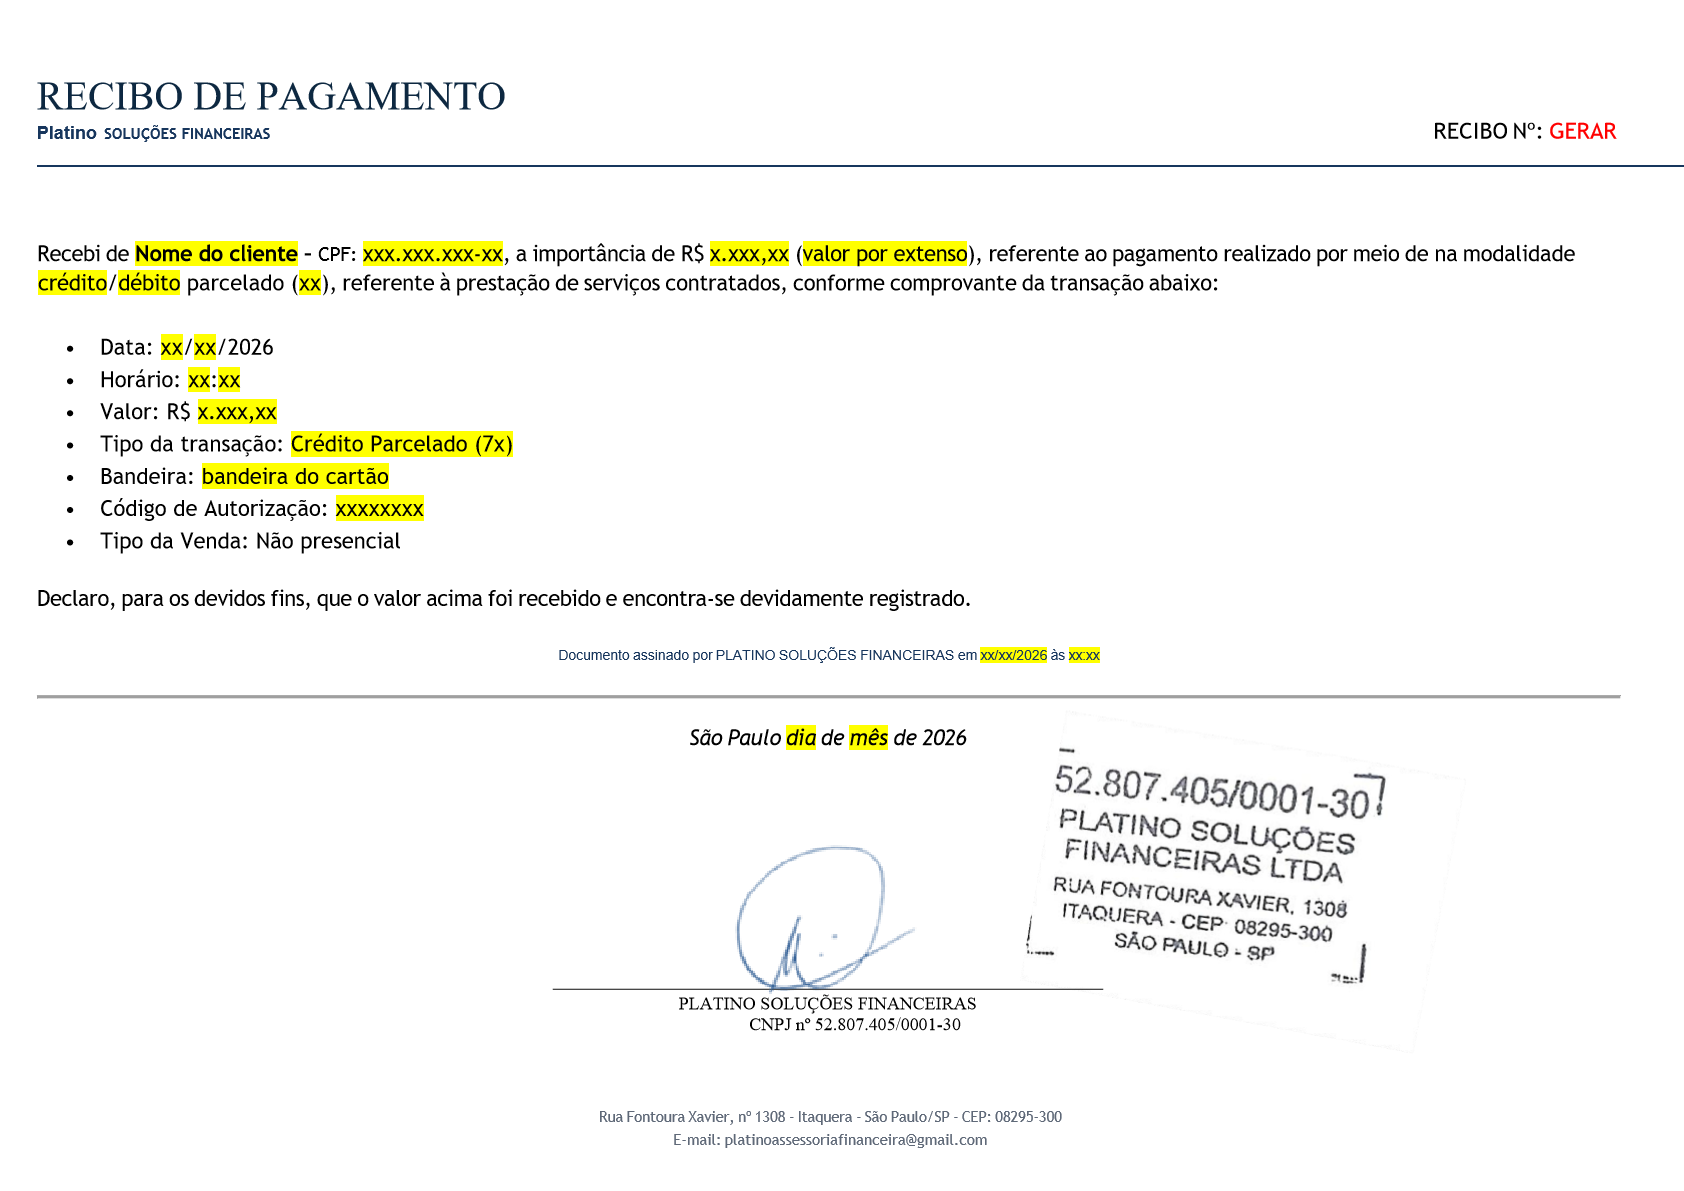 RECIBO DE PAGAMENTO
Platino SOLUÇÕES FINANCEIRAS
RECIBO Nº: GERAR
Recebi de Nome do cliente – CPF: xxx.xxx.xxx-xx, a importância de R$ x.xxx,xx (valor por extenso), referente ao pagamento realizado por meio de na modalidade
crédito/débito parcelado (xx), referente à prestação de serviços contratados, conforme comprovante da transação abaixo:
• Data: xx/xx/2026
• Horário: xx:xx
• Valor: R$ x.xxx,xx
• Tipo da transação: Crédito Parcelado (7x)
• Bandeira: bandeira do cartão
• Código de Autorização: xxxxxxxx
• Tipo da Venda: Não presencial
Declaro, para os devidos fins, que o valor acima foi recebido e encontra-se devidamente registrado.
Documento assinado por PLATINO SOLUÇÕES FINANCEIRAS em xx/xx/2026 às xx:xx
São Paulo dia de mês de 2026
52.807.405/0001-30
PLATINO SOLUÇÕES
FINANCEIRAS LTDA
RUA FONTOURA XAVIER, 1308
ITAQUERA - CEP 08295-300
SÃO PAULO - SP
PLATINO SOLUÇÕES FINANCEIRAS
CNPJ nº 52.807.405/0001-30
Rua Fontoura Xavier, nº 1308 - Itaquera - São Paulo/SP - CEP: 08295-300
E-mail: platinoassessoriafinanceira@gmail.com